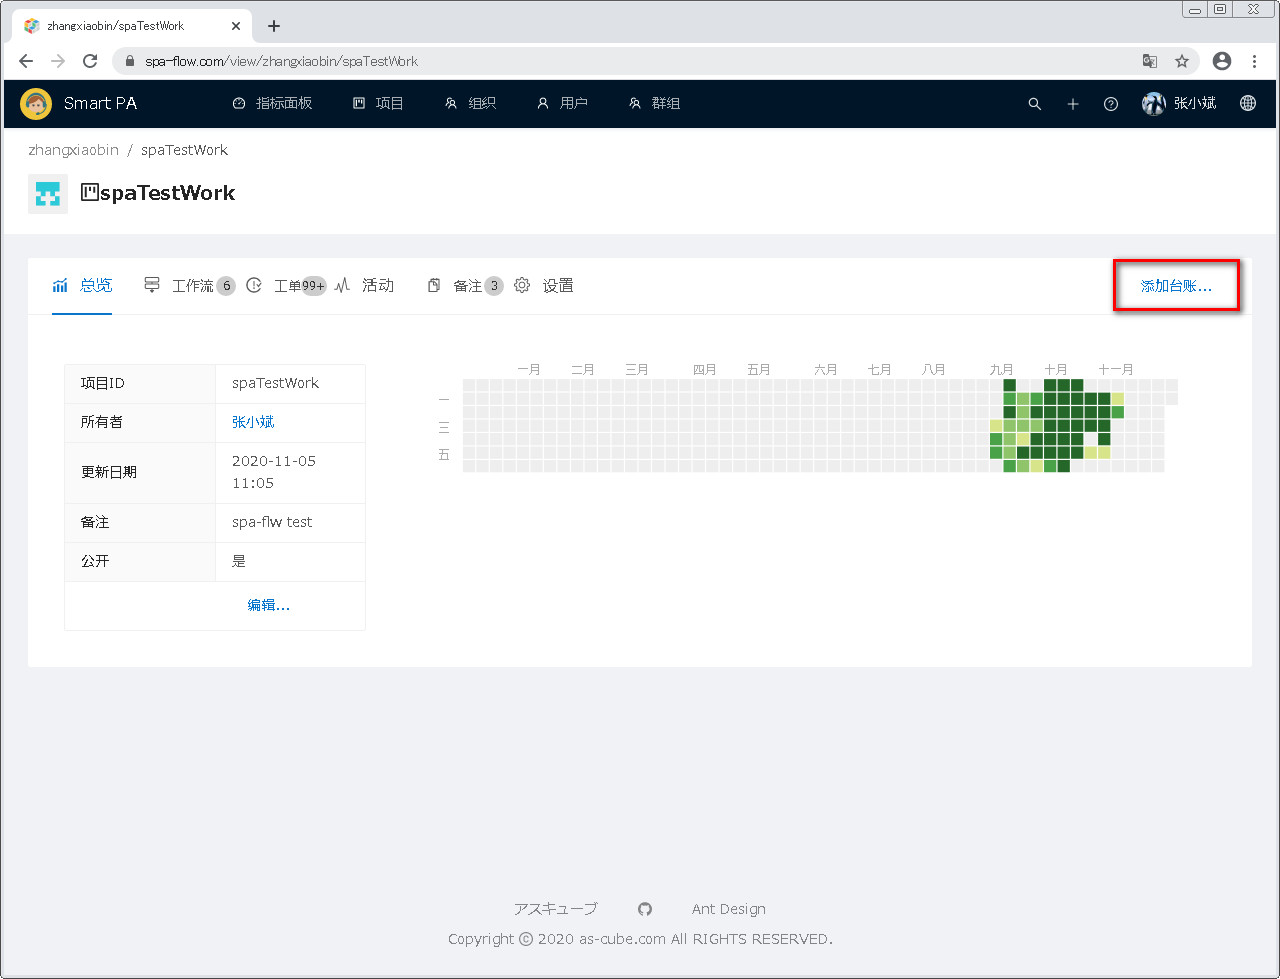 zhangxiaobin/spaTestWork
spa-flow.com/view/zhangxiaobin/spaTestWork
Smart PA 指标面板 项目 组织 用户 群组 张小斌
zhangxiaobin / spaTestWork
spaTestWork
总览 工作流 6 工单 99+ 活动 备注 3 设置 添加台账...
一月 二月 三月 四月 五月 六月 七月 八月 九月 十月 十一月
一
三
五
项目ID spaTestWork
所有者 张小斌
更新日期 2020-11-05 11:05
备注 spa-flw test
公开 是
编辑...
アスキューブ Ant Design
Copyright © 2020 as-cube.com All RIGHTS RESERVED.